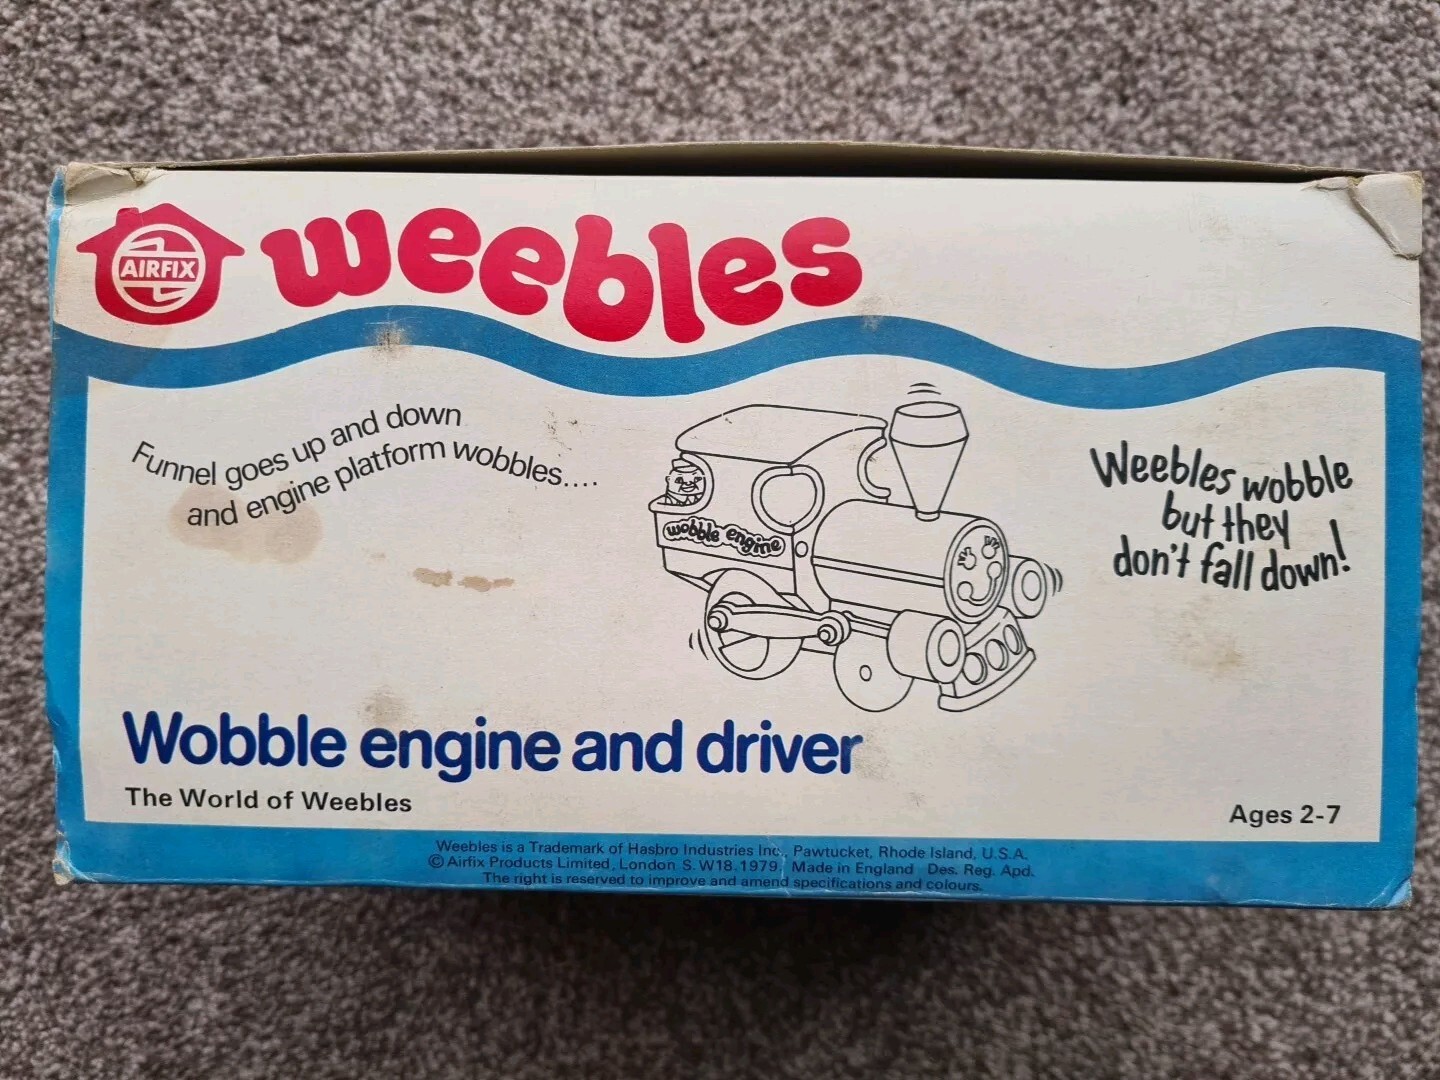 AIRFIX
weebles
Funnel goes up and down
and engine platform wobbles....
wobble engine
Weebles wobble
but they
don't fall down!
Wobble engine and driver
The World of Weebles
Ages 2-7
Weebles is a Trademark of Hasbro Industries Inc., Pawtucket, Rhode Island, U.S.A.
© Airfix Products Limited, London S.W18. 1979, Made in England Des. Reg. Apd.
The right is reserved to improve and amend specifications and colours.